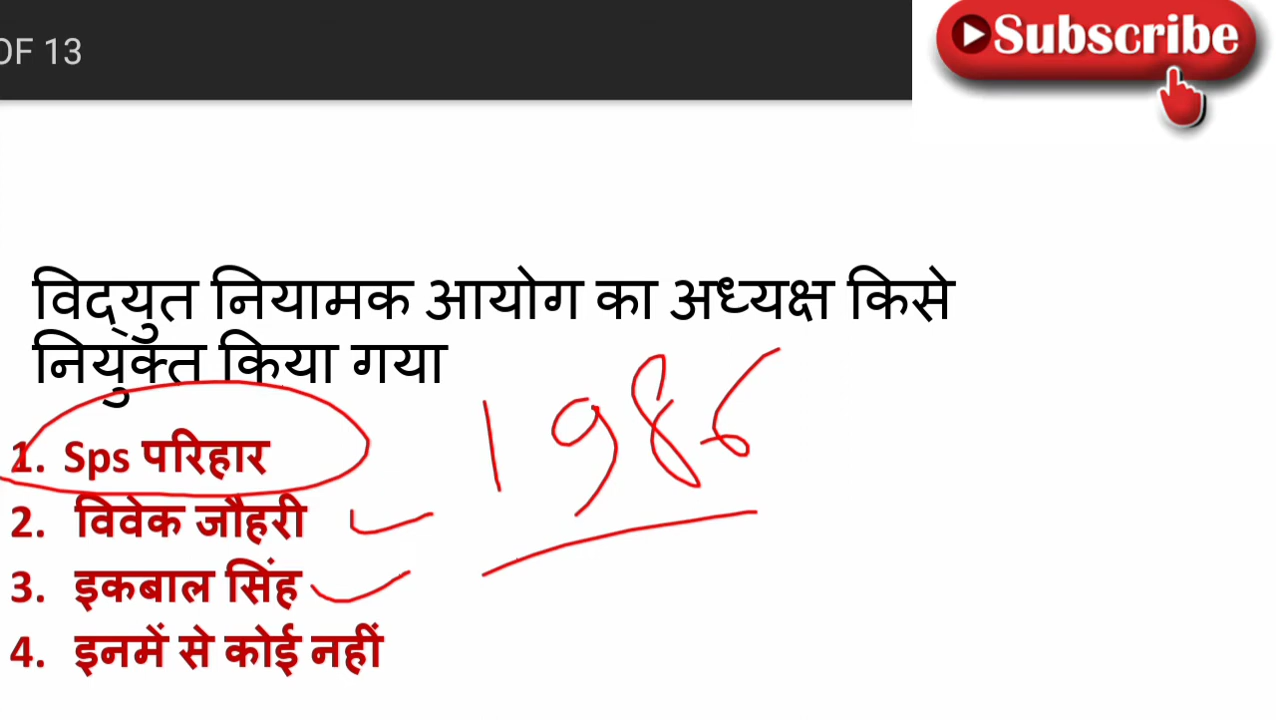 OF 13
Subscribe
विद्युत नियामक आयोग का अध्यक्ष किसे
नियुक्त किया गया
1986
1. Sps परिहार
2. विवेक जौहरी
3. इकबाल सिंह
4. इनमें से कोई नहीं